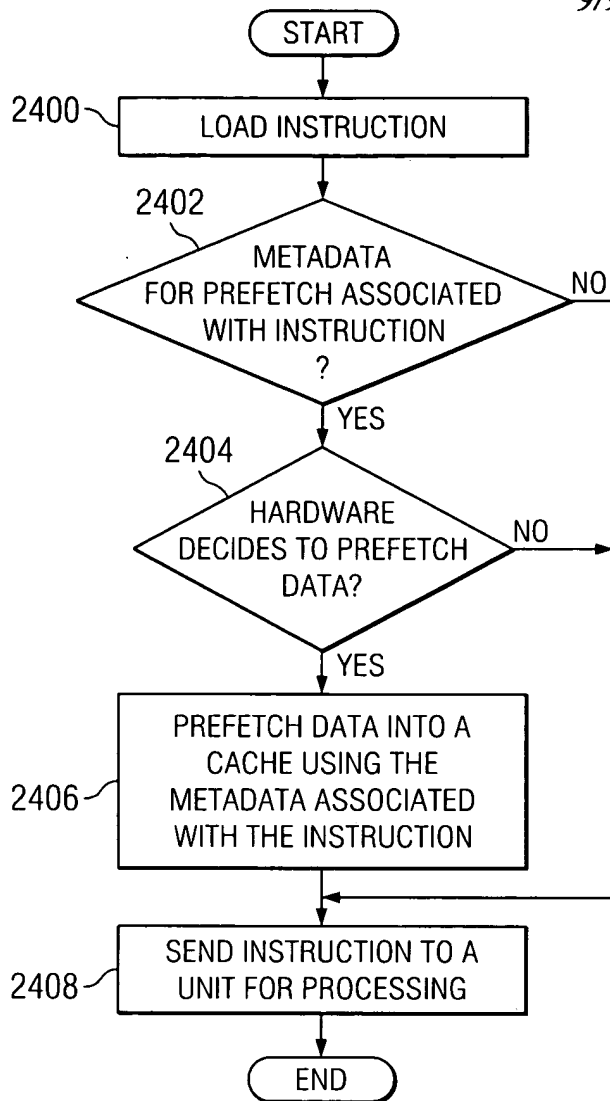 START
2400
LOAD INSTRUCTION
2402
METADATA
FOR PREFETCH ASSOCIATED
WITH INSTRUCTION
?
NO
YES
2404
HARDWARE
DECIDES TO PREFETCH
DATA?
NO
YES
2406
PREFETCH DATA INTO A
CACHE USING THE
METADATA ASSOCIATED
WITH THE INSTRUCTION
2408
SEND INSTRUCTION TO A
UNIT FOR PROCESSING
END